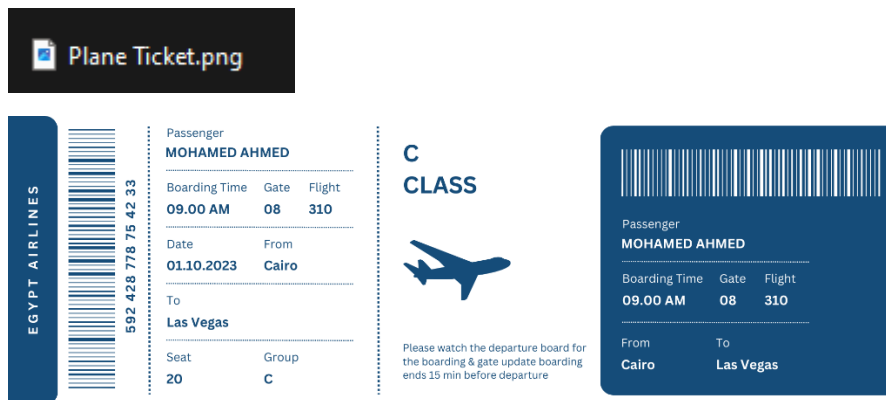 Plane Ticket.png
EGYPT AIRLINES
592 428 778 75 42 33
Passenger
MOHAMED AHMED
Boarding Time Gate Flight
09.00 AM 08 310
Date From
01.10.2023 Cairo
To
Las Vegas
Seat Group
20 C
C
CLASS
Please watch the departure board for
the boarding & gate update boarding
ends 15 min before departure
Passenger
MOHAMED AHMED
Boarding Time Gate Flight
09.00 AM 08 310
From To
Cairo Las Vegas